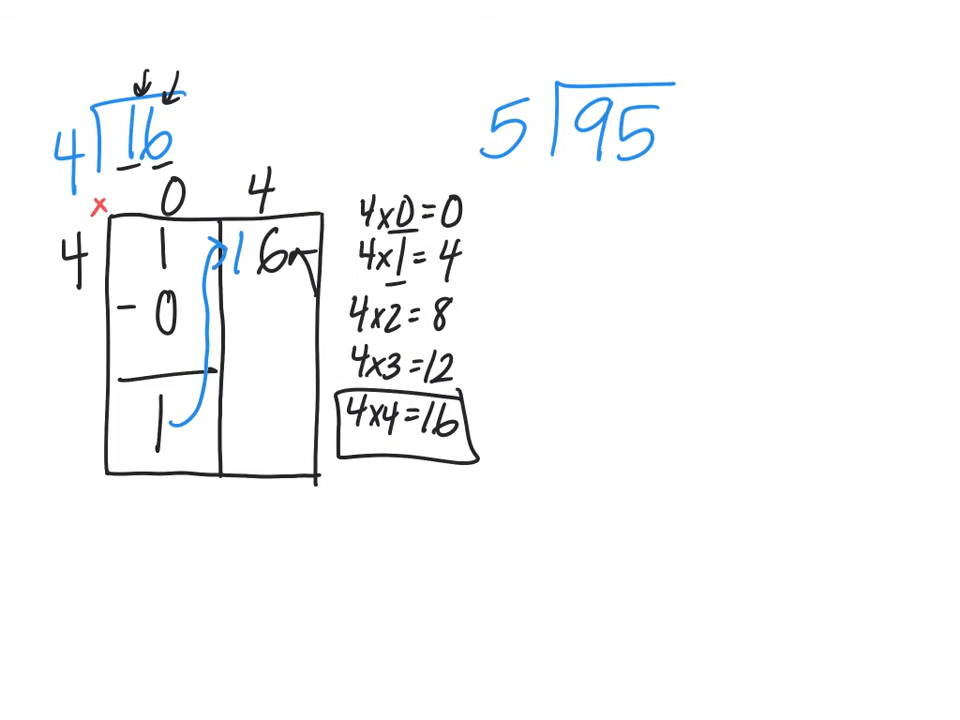 4 16
5 95
x 0 4
4 1 16
- 0
1
4x0=0
4x1=4
4x2=8
4x3=12
4x4=16